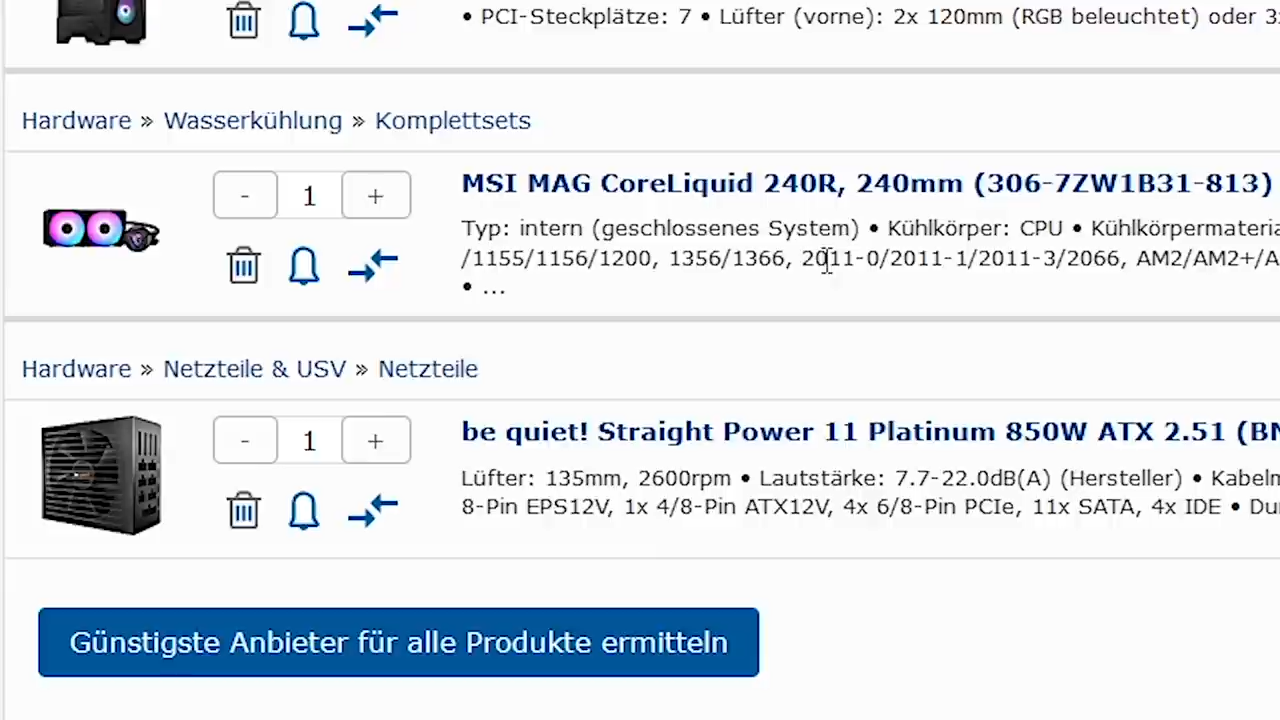 • PCI-Steckplätze: 7 • Lüfter (vorne): 2x 120mm (RGB beleuchtet) oder
Hardware » Wasserkühlung » Komplettsets
- 1 +
MSI MAG CoreLiquid 240R, 240mm (306-7ZW1B31-813)
Typ: intern (geschlossenes System) • Kühlkörper: CPU •
/1155/1156/1200, 1356/1366, 2011-0/2011-1/2011-3/2066, AM2/AM2+/
• ...
Hardware » Netzteile & USV » Netzteile
- 1 +
be quiet! Straight Power 11 Platinum 850W ATX 2.51
Lüfter: 135mm, 2600rpm • Lautstärke: 7.7-22.0dB(A) (Hersteller) •
8-Pin EPS12V, 1x 4/8-Pin ATX12V, 4x 6/8-Pin PCIe, 11x SATA, 4x IDE •
Günstigste Anbieter für alle Produkte ermitteln